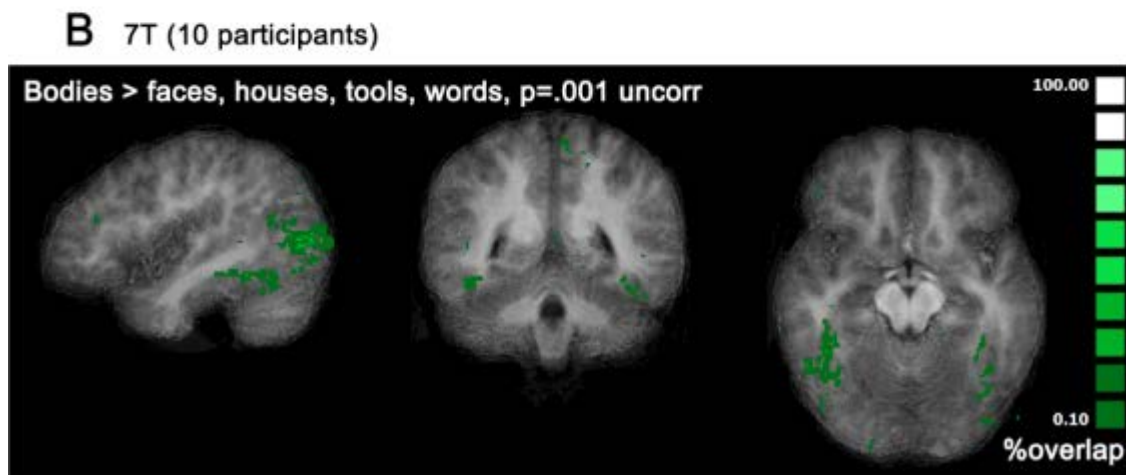 B 7T (10 participants)
Bodies > faces, houses, tools, words, p=.001 uncorr
100.00
0.10
%overlap